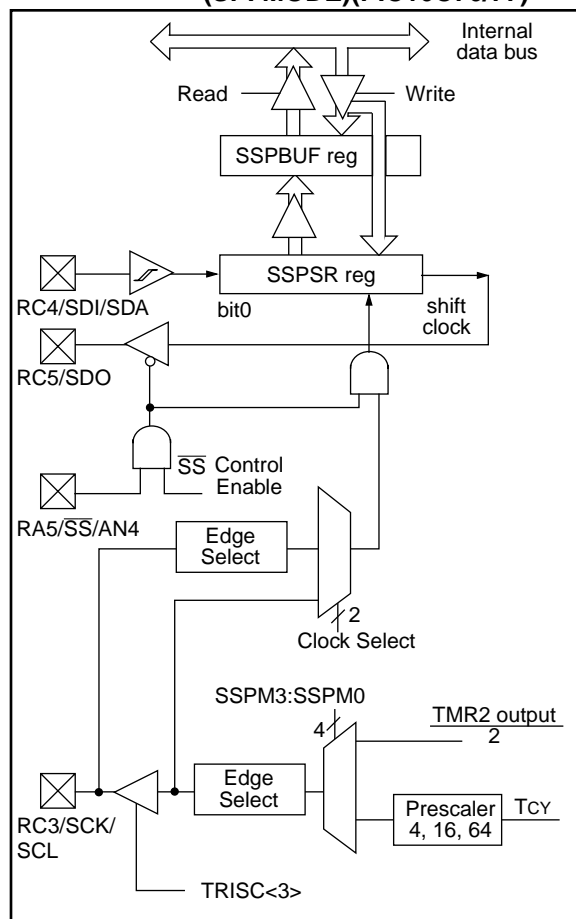 Internal
data bus
Read
Write
SSPBUF reg
SSPSR reg
RC4/SDI/SDA
bit0
shift
clock
RC5/SDO
SS Control
Enable
RA5/SS/AN4
Edge
Select
2
Clock Select
SSPM3:SSPM0
TMR2 output
2
4
Edge
Select
Prescaler
4, 16, 64
TCY
RC3/SCK/
SCL
TRISC<3>